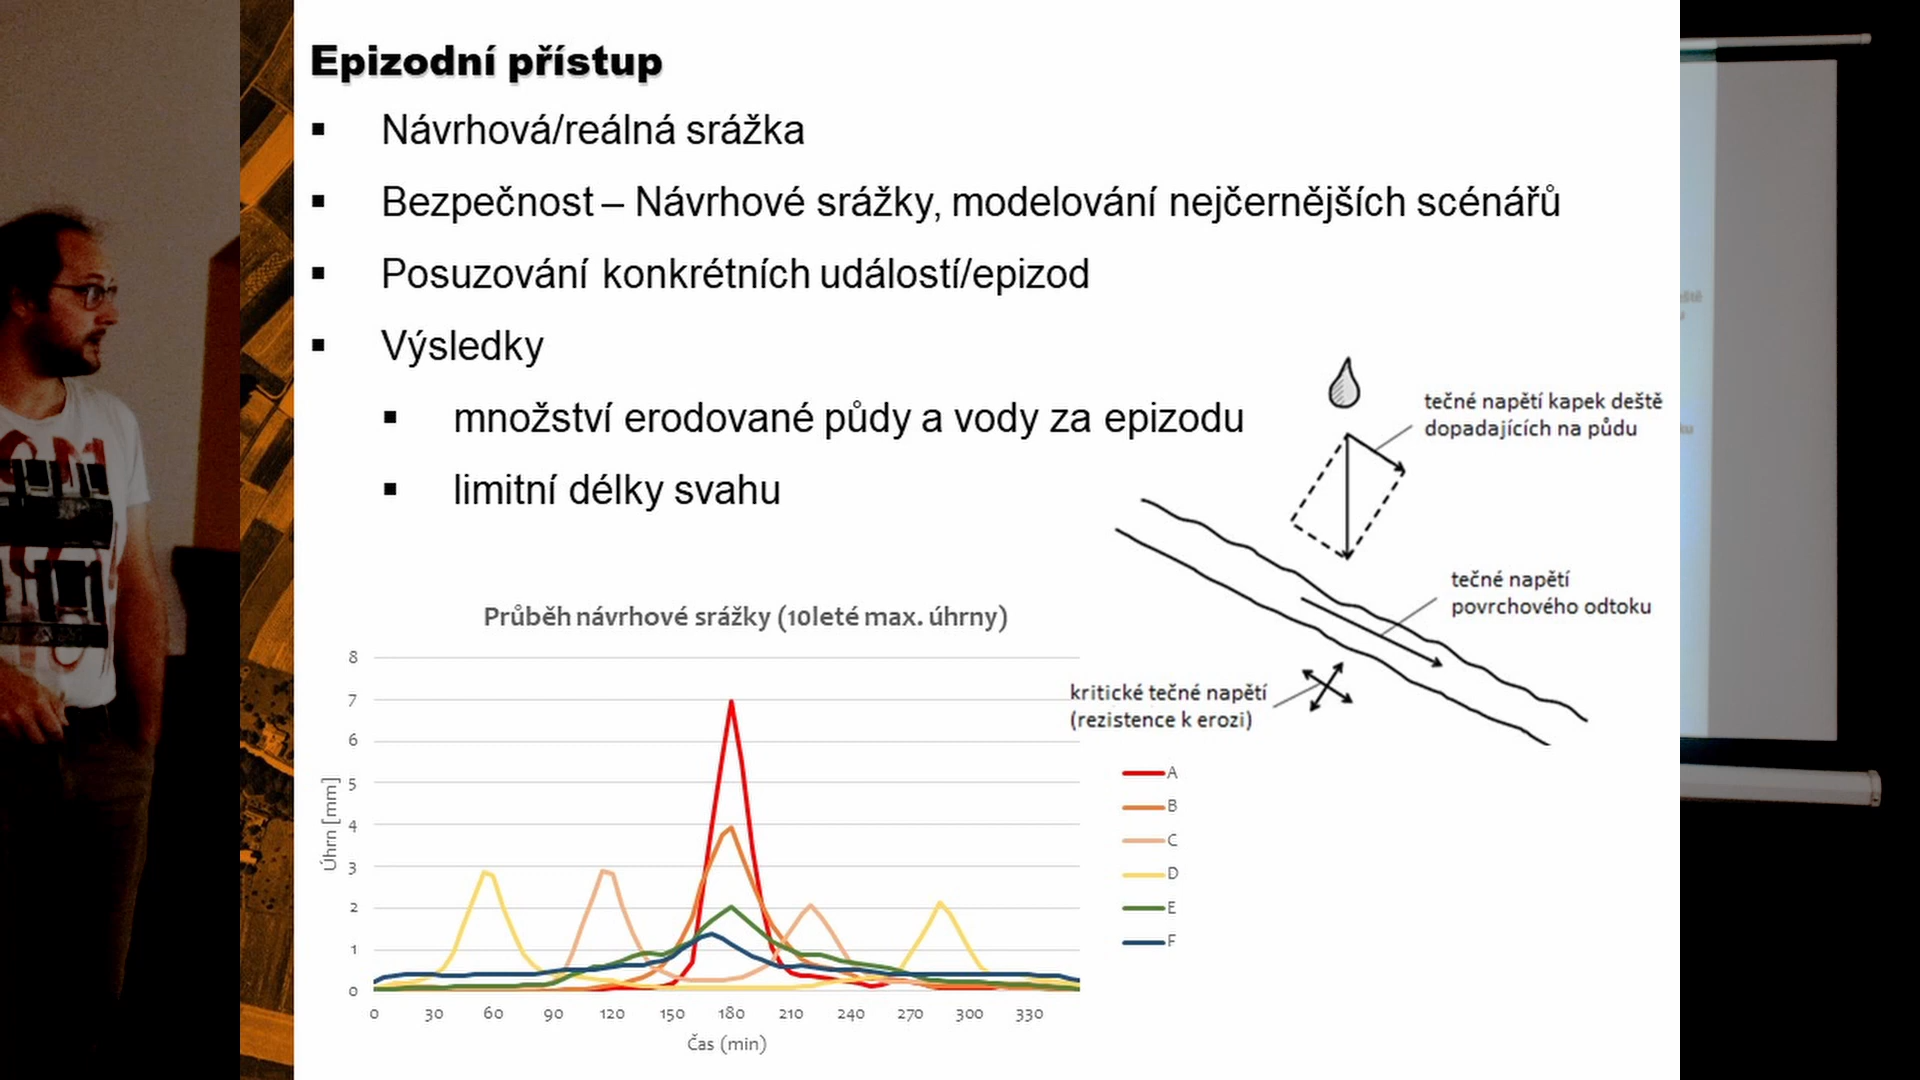 Epizodní přístup
▪ Návrhová/reálná srážka
▪ Bezpečnost – Návrhové srážky, modelování nejčernějších scénářů
▪ Posuzování konkrétních událostí/epizod
▪ Výsledky
▪ množství erodované půdy a vody za epizodu
▪ limitní délky svahu
tečné napětí kapek deště
dopadajících na půdu
tečné napětí
povrchového odtoku
kritické tečné napětí
(rezistence k erozi)
Průběh návrhové srážky (10leté max. úhrny)
Úhrn [mm]
8
7
6
5
4
3
2
1
0
0 30 60 90 120 150 180 210 240 270 300 330
Čas (min)
A
B
C
D
E
F